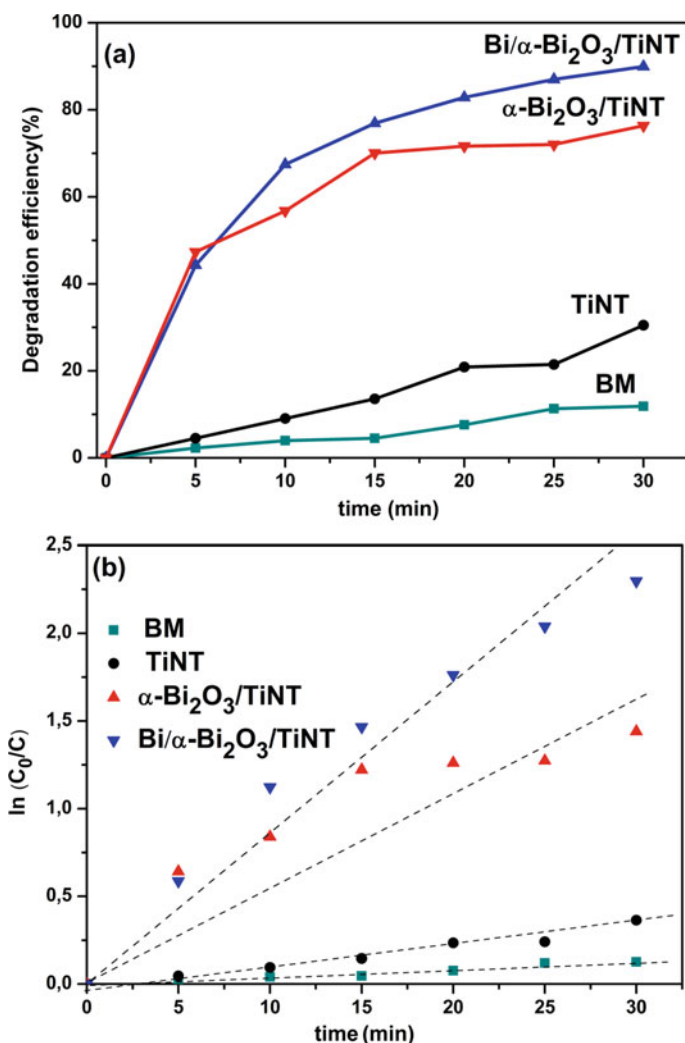 (a)
Bi/α-Bi₂O₃/TiNT
α-Bi₂O₃/TiNT
TiNT
BM
Degradation efficiency(%)
100
80
60
40
20
0
0 5 10 15 20 25 30
time (min)
(b)
BM
TiNT
α-Bi₂O₃/TiNT
Bi/α-Bi₂O₃/TiNT
ln (C₀/C)
2,5
2,0
1,5
1,0
0,5
0,0
0 5 10 15 20 25 30
time (min)